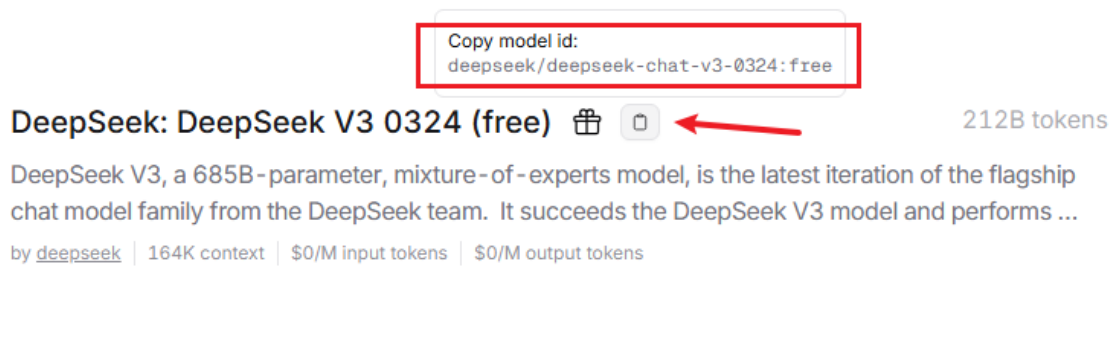 Copy model id:
deepseek/deepseek-chat-v3-0324:free
DeepSeek: DeepSeek V3 0324 (free)
212B tokens
DeepSeek V3, a 685B-parameter, mixture-of-experts model, is the latest iteration of the flagship
chat model family from the DeepSeek team. It succeeds the DeepSeek V3 model and performs ...
by deepseek 164K context $0/M input tokens $0/M output tokens